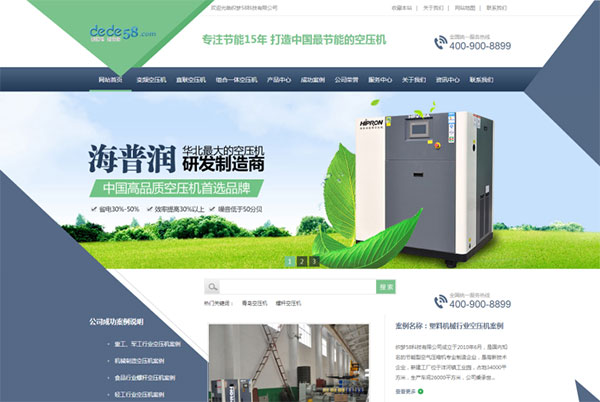 欢迎光临织梦58科技有限公司
收藏本站 | 关于我们 | 网站地图 | 联系我们
dede58.com
专注节能15年 打造中国最节能的空压机
全国统一服务热线
400-900-8899
网站首页 变频空压机 直联空压机 组合一体空压机 产品中心 成功案例 公司荣誉 服务中心 关于我们 资讯中心 联系我们
海普润
华北最大的空压机
研发制造商
中国高品质空压机首选品牌
省电30%-50% 效率提高30%以上 噪音低于50分贝
HIPRON
1 2 3
热门关键词: 青岛空压机 螺杆空压机
全国统一服务热线
400-900-8899
公司成功案例说明
重工、军工行业空压机案例
机械制造空压机案例
食品行业螺杆空压机案例
轻工行业空压机案例
案例名称:塑料机械行业空压机案例
织梦58科技有限公司成立于2010年6月,是国内知
名的节能型空气压缩机专业制造企业,是高新技术
企业,新建工厂位于洋河镇工业园,占地34000平
方米,生产车间26000平方米,公司秉承给...
查看更多